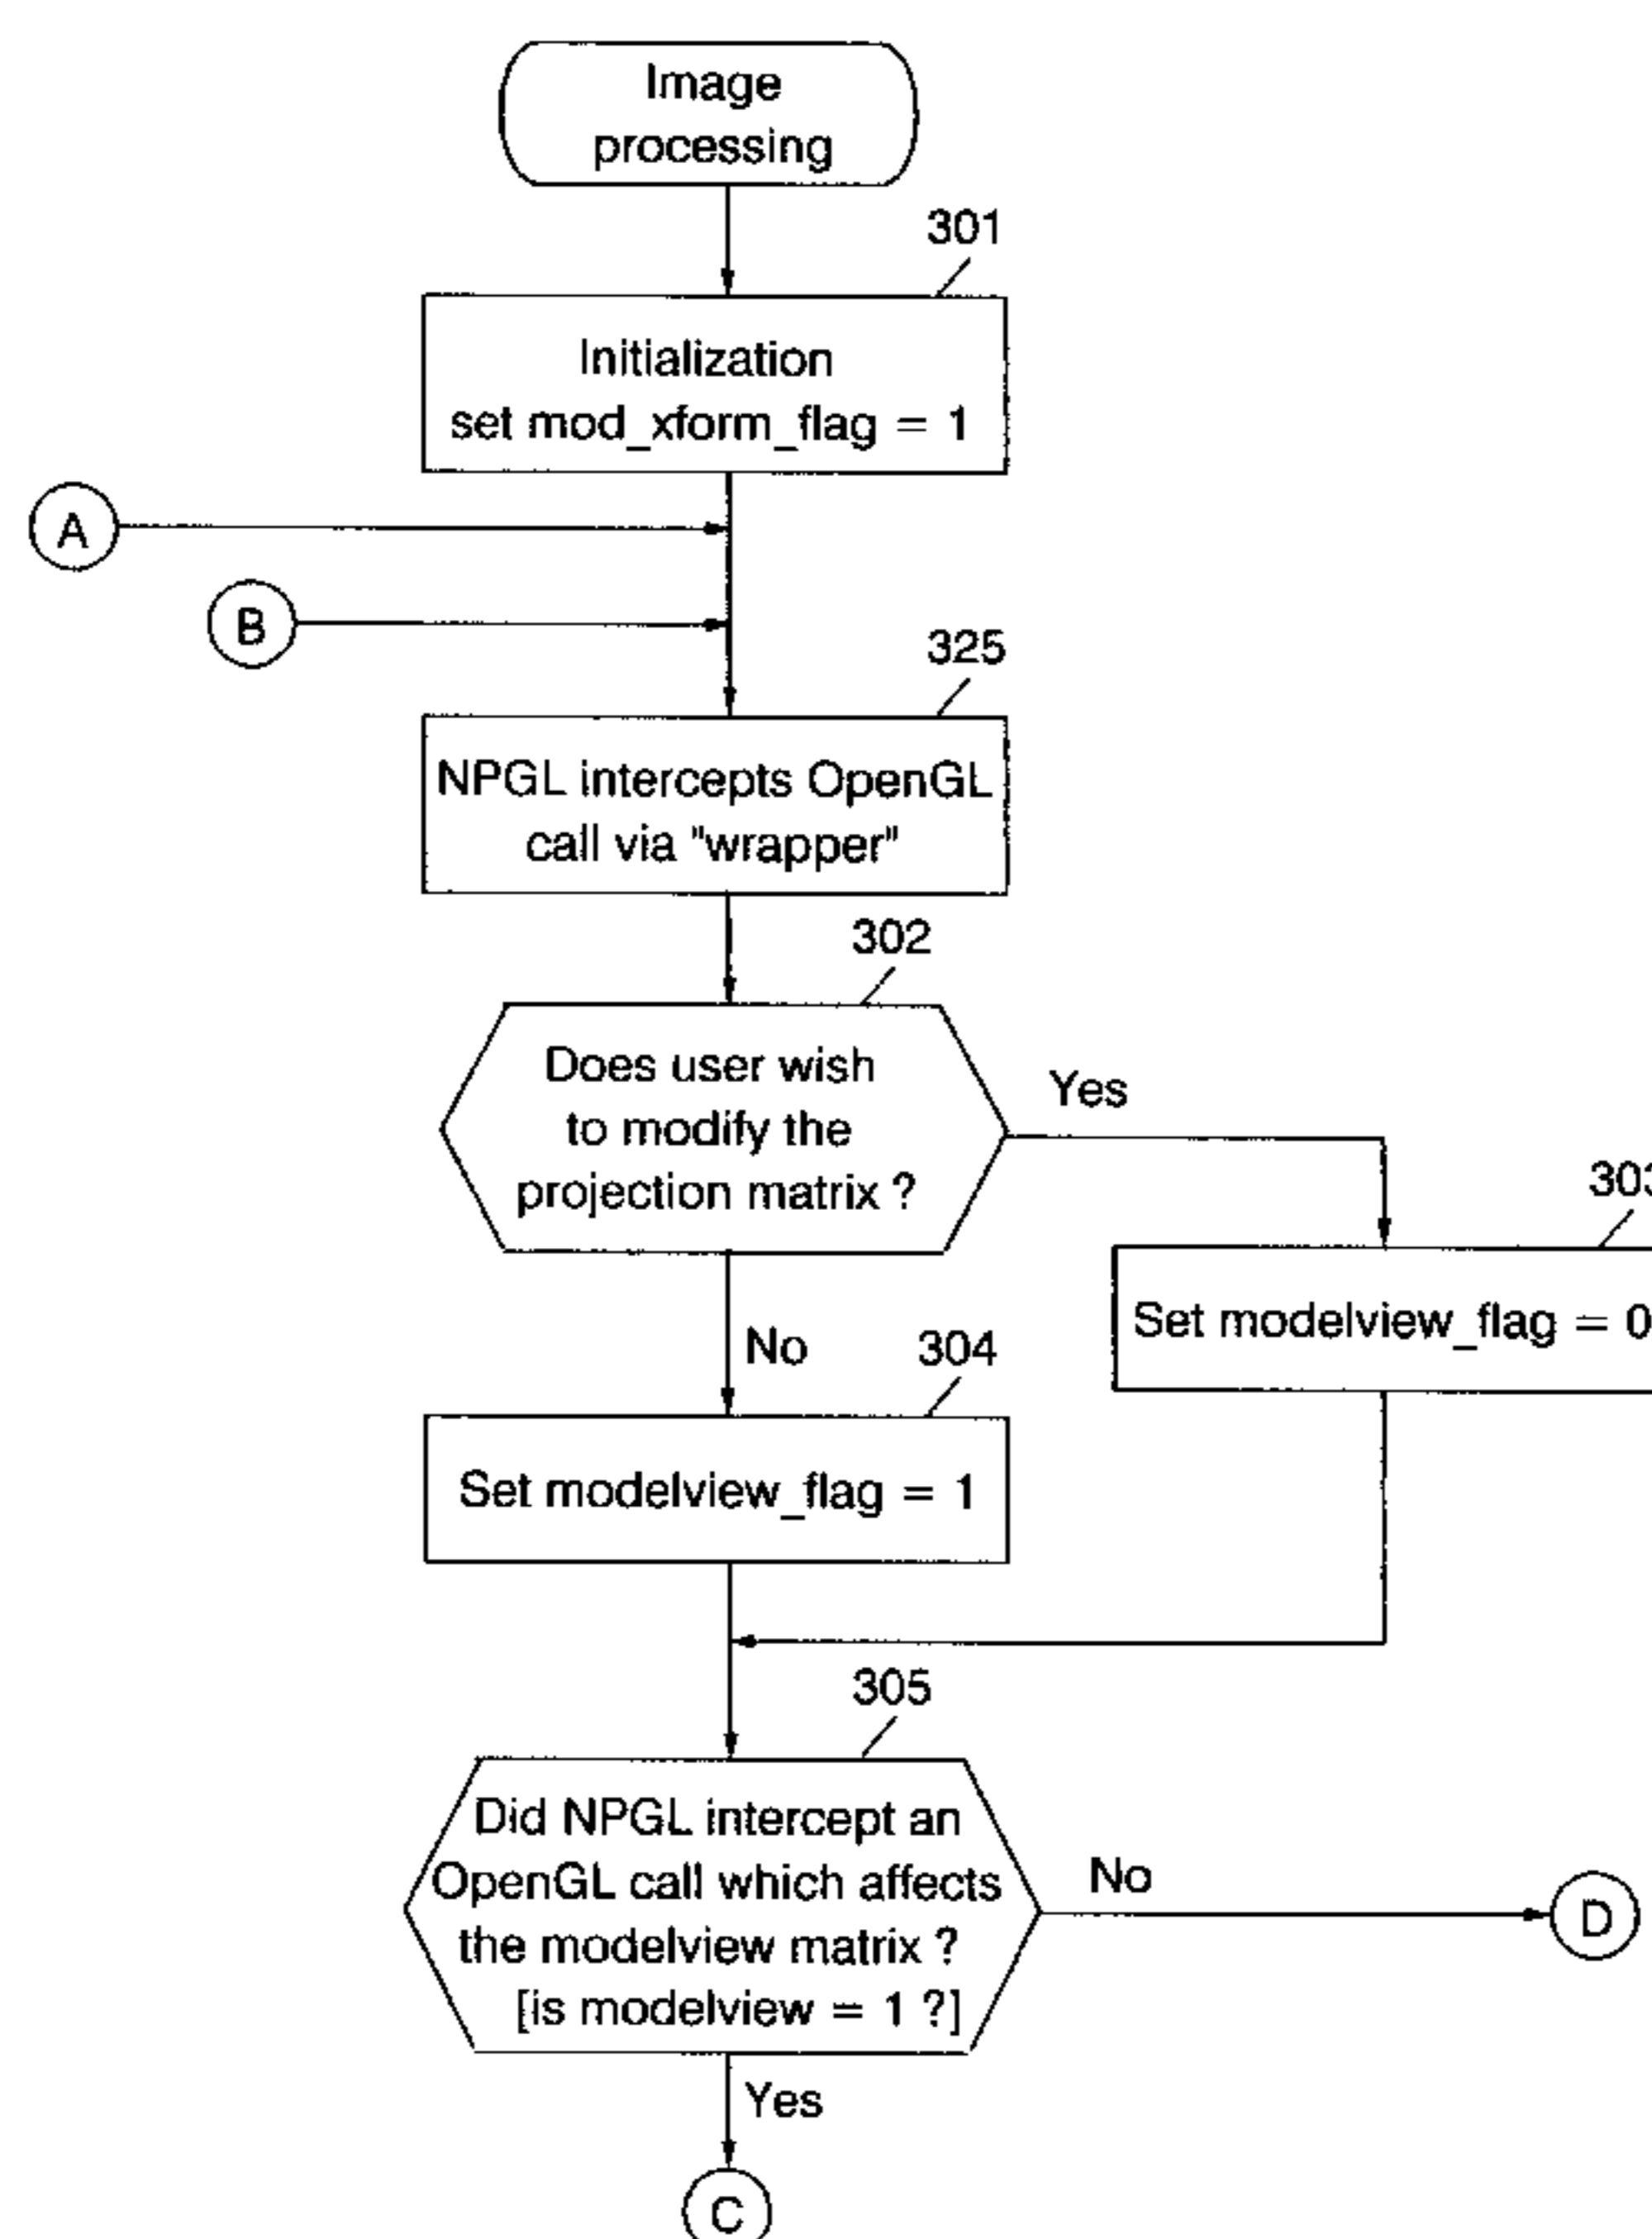 Image
processing
301
Initialization
set mod_xform_flag = 1
A
B
325
NPGL intercepts OpenGL
call via "wrapper"
302
Does user wish
to modify the
projection matrix ?
Yes
303
Set modelview_flag = 0
No
304
Set modelview_flag = 1
305
Did NPGL intercept an
OpenGL call which affects
the modelview matrix ?
[is modelview = 1 ?]
No
D
Yes
C